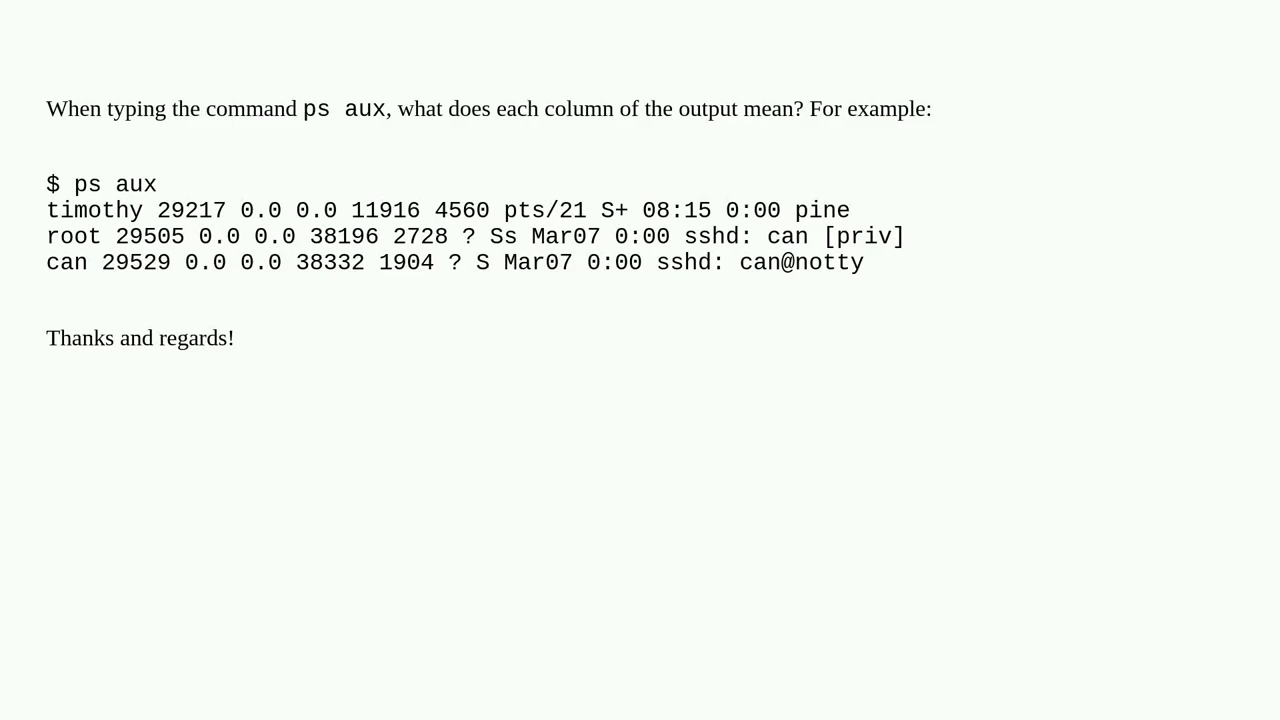 When typing the command ps aux, what does each column of the output mean? For example:
$ ps aux
timothy 29217 0.0 0.0 11916 4560 pts/21 S+ 08:15 0:00 pine
root 29505 0.0 0.0 38196 2728 ? Ss Mar07 0:00 sshd: can [priv]
can 29529 0.0 0.0 38332 1904 ? S Mar07 0:00 sshd: can@notty
Thanks and regards!